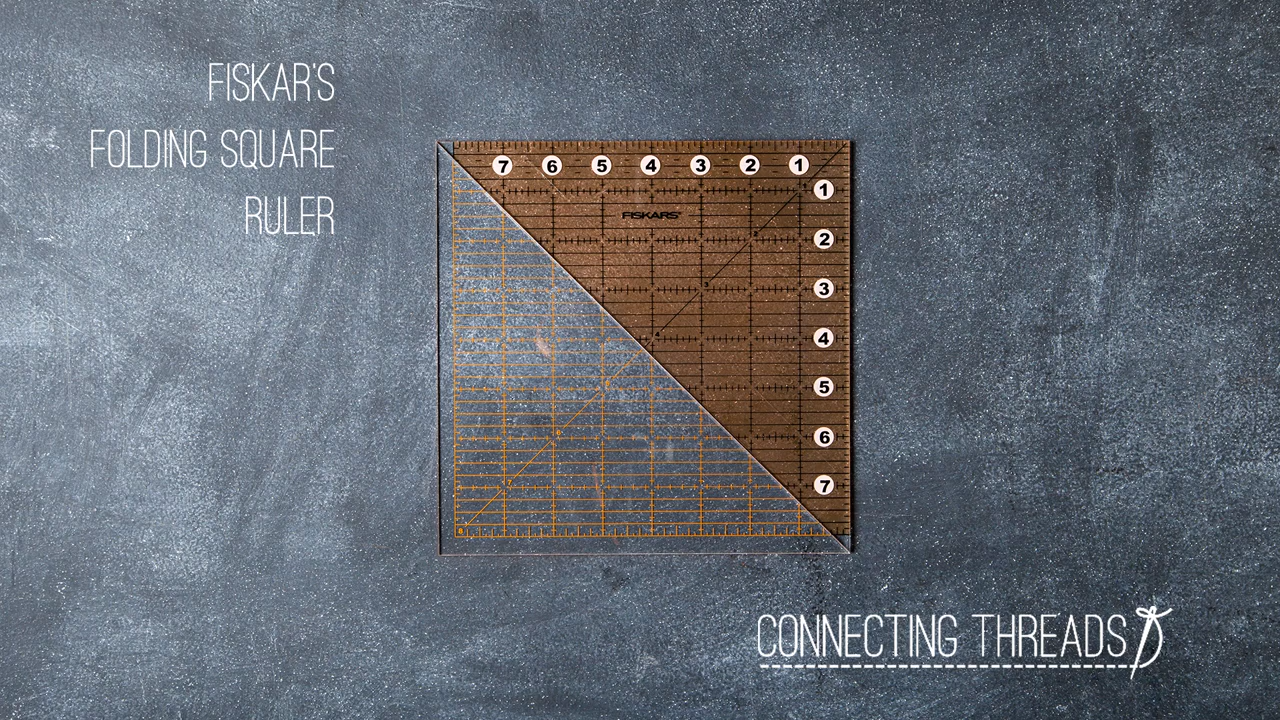 FISKAR'S
FOLDING SQUARE
RULER
7 6 5 4 3 2 1
1
FISKARS
2
3
4
5
6
7
CONNECTING THREADS